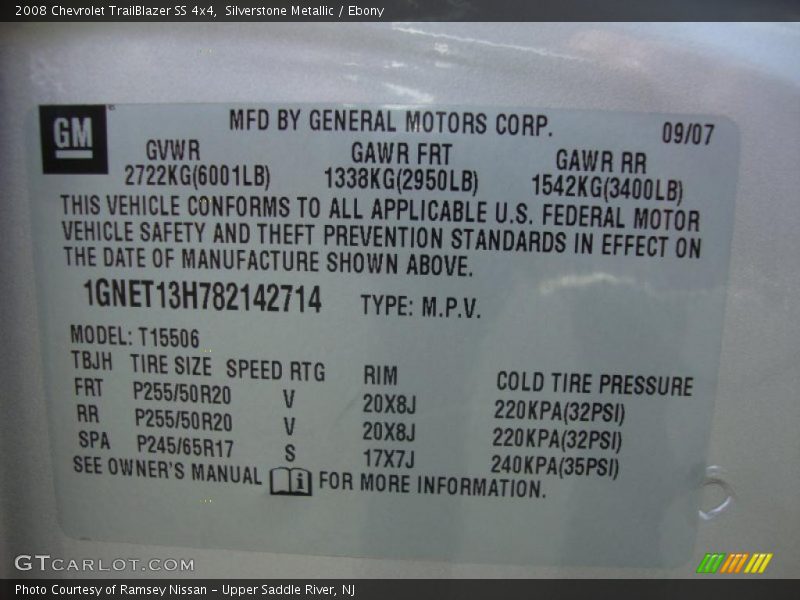 2008 Chevrolet TrailBlazer SS 4x4,  Silverstone Metallic / Ebony
GM
MFD BY GENERAL MOTORS CORP.
09/07
GVWR GAWR FRT GAWR RR
2722KG(6001LB) 1338KG(2950LB) 1542KG(3400LB)
THIS VEHICLE CONFORMS TO ALL APPLICABLE U.S. FEDERAL MOTOR
VEHICLE SAFETY AND THEFT PREVENTION STANDARDS IN EFFECT ON
THE DATE OF MANUFACTURE SHOWN ABOVE.
1GNET13H782142714 TYPE: M.P.V.
MODEL: T15506
TBJH TIRE SIZE SPEED RTG RIM COLD TIRE PRESSURE
FRT P255/50R20 V 20X8J 220KPA(32PSI)
RR P255/50R20 V 20X8J 220KPA(32PSI)
SPA P245/65R17 S 17X7J 240KPA(35PSI)
SEE OWNER'S MANUAL i FOR MORE INFORMATION.
GTCARLOT.COM
Photo Courtesy of Ramsey Nissan – Upper Saddle River, NJ